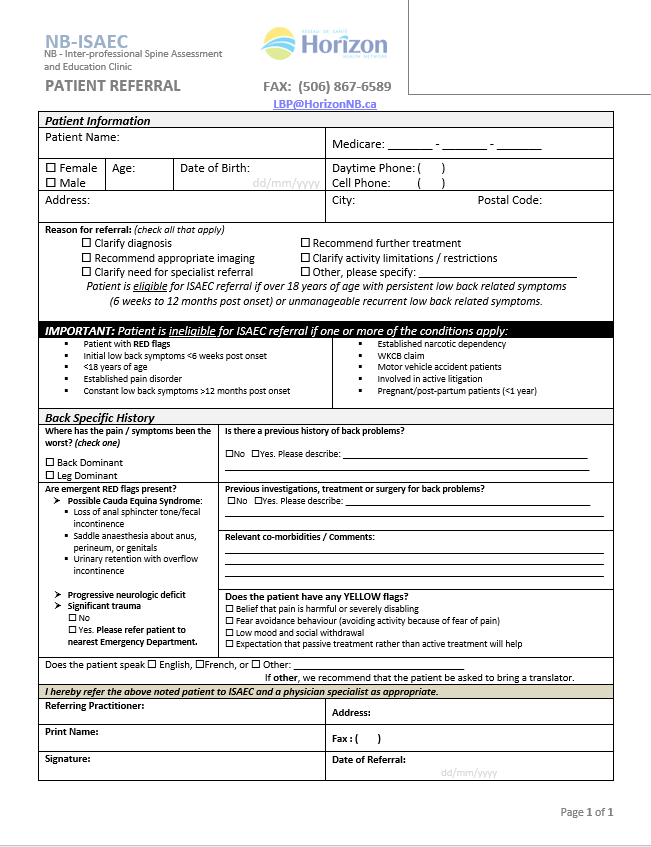 NB-ISAEC
NB - Inter-professional Spine Assessment
and Education Clinic
PATIENT REFERRAL
RÉSEAU DE SANTÉ
Horizon
HEALTH NETWORK
FAX: (506) 867-6589
LBP@HorizonNB.ca
Patient Information
Patient Name:
Medicare: _______ - _______ - _______
☐ Female
☐ Male
Age:
Date of Birth:
dd/mm/yyyy
Daytime Phone: ( )
Cell Phone: ( )
Address:
City: Postal Code:
Reason for referral: (check all that apply)
☐ Clarify diagnosis ☐ Recommend further treatment
☐ Recommend appropriate imaging ☐ Clarify activity limitations / restrictions
☐ Clarify need for specialist referral ☐ Other, please specify: _______________________
Patient is eligible for ISAEC referral if over 18 years of age with persistent low back related symptoms
(6 weeks to 12 months post onset) or unmanageable recurrent low back related symptoms.
IMPORTANT: Patient is ineligible for ISAEC referral if one or more of the conditions apply:
▪ Patient with RED flags
▪ Initial low back symptoms <6 weeks post onset
▪ <18 years of age
▪ Established pain disorder
▪ Constant low back symptoms >12 months post onset
▪ Established narcotic dependency
▪ WKCB claim
▪ Motor vehicle accident patients
▪ Involved in active litigation
▪ Pregnant/post-partum patients (<1 year)
Back Specific History
Where has the pain / symptoms been the
worst? (check one)
☐ Back Dominant
☐ Leg Dominant
Is there a previous history of back problems?
☐No ☐Yes. Please describe: _______________________
Are emergent RED flags present?
➢ Possible Cauda Equina Syndrome:
▪ Loss of anal sphincter tone/fecal
incontinence
▪ Saddle anaesthesia about anus,
perineum, or genitals
▪ Urinary retention with overflow
incontinence
➢ Progressive neurologic deficit
➢ Significant trauma
☐ No
☐ Yes. Please refer patient to
nearest Emergency Department.
Previous investigations, treatment or surgery for back problems?
☐No ☐Yes. Please describe: _______________________
Relevant co-morbidities / Comments:
Does the patient have any YELLOW flags?
☐ Belief that pain is harmful or severely disabling
☐ Fear avoidance behaviour (avoiding activity because of fear of pain)
☐ Low mood and social withdrawal
☐ Expectation that passive treatment rather than active treatment will help
Does the patient speak ☐ English, ☐French, or ☐ Other: _______________________
If other, we recommend that the patient be asked to bring a translator.
I hereby refer the above noted patient to ISAEC and a physician specialist as appropriate.
Referring Practitioner:
Address:
Print Name:
Fax : ( )
Signature:
Date of Referral:
dd/mm/yyyy
Page 1 of 1